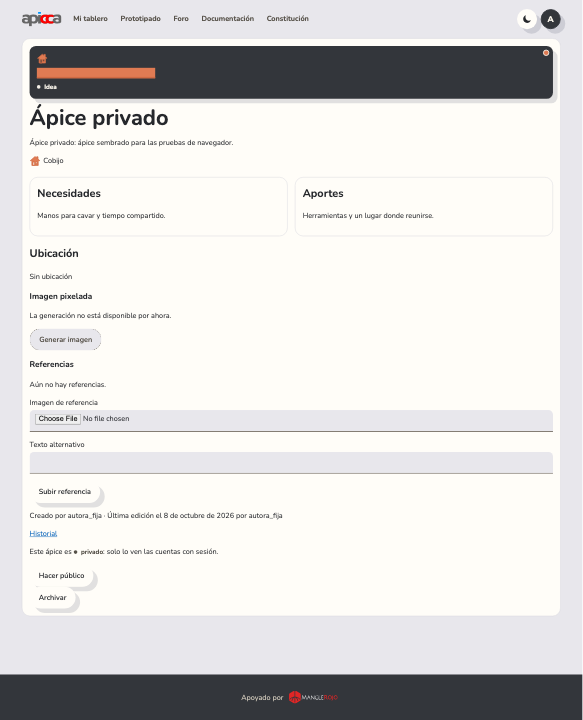 apicca Mi tablero Prototipado Foro Documentación Constitución A
Idea
Ápice privado
Ápice privado: ápice sembrado para las pruebas de navegador.
Cobijo
Necesidades
Manos para cavar y tiempo compartido.
Aportes
Herramientas y un lugar donde reunirse.
Ubicación
Sin ubicación
Imagen pixelada
La generación no está disponible por ahora.
Generar imagen
Referencias
Aún no hay referencias.
Imagen de referencia
Choose File No file chosen
Texto alternativo
Subir referencia
Creado por autora_fija · Última edición el 8 de octubre de 2026 por autora_fija
Historial
Este ápice es privado: solo lo ven las cuentas con sesión.
Hacer público
Archivar
Apoyado por MANGLEROJO